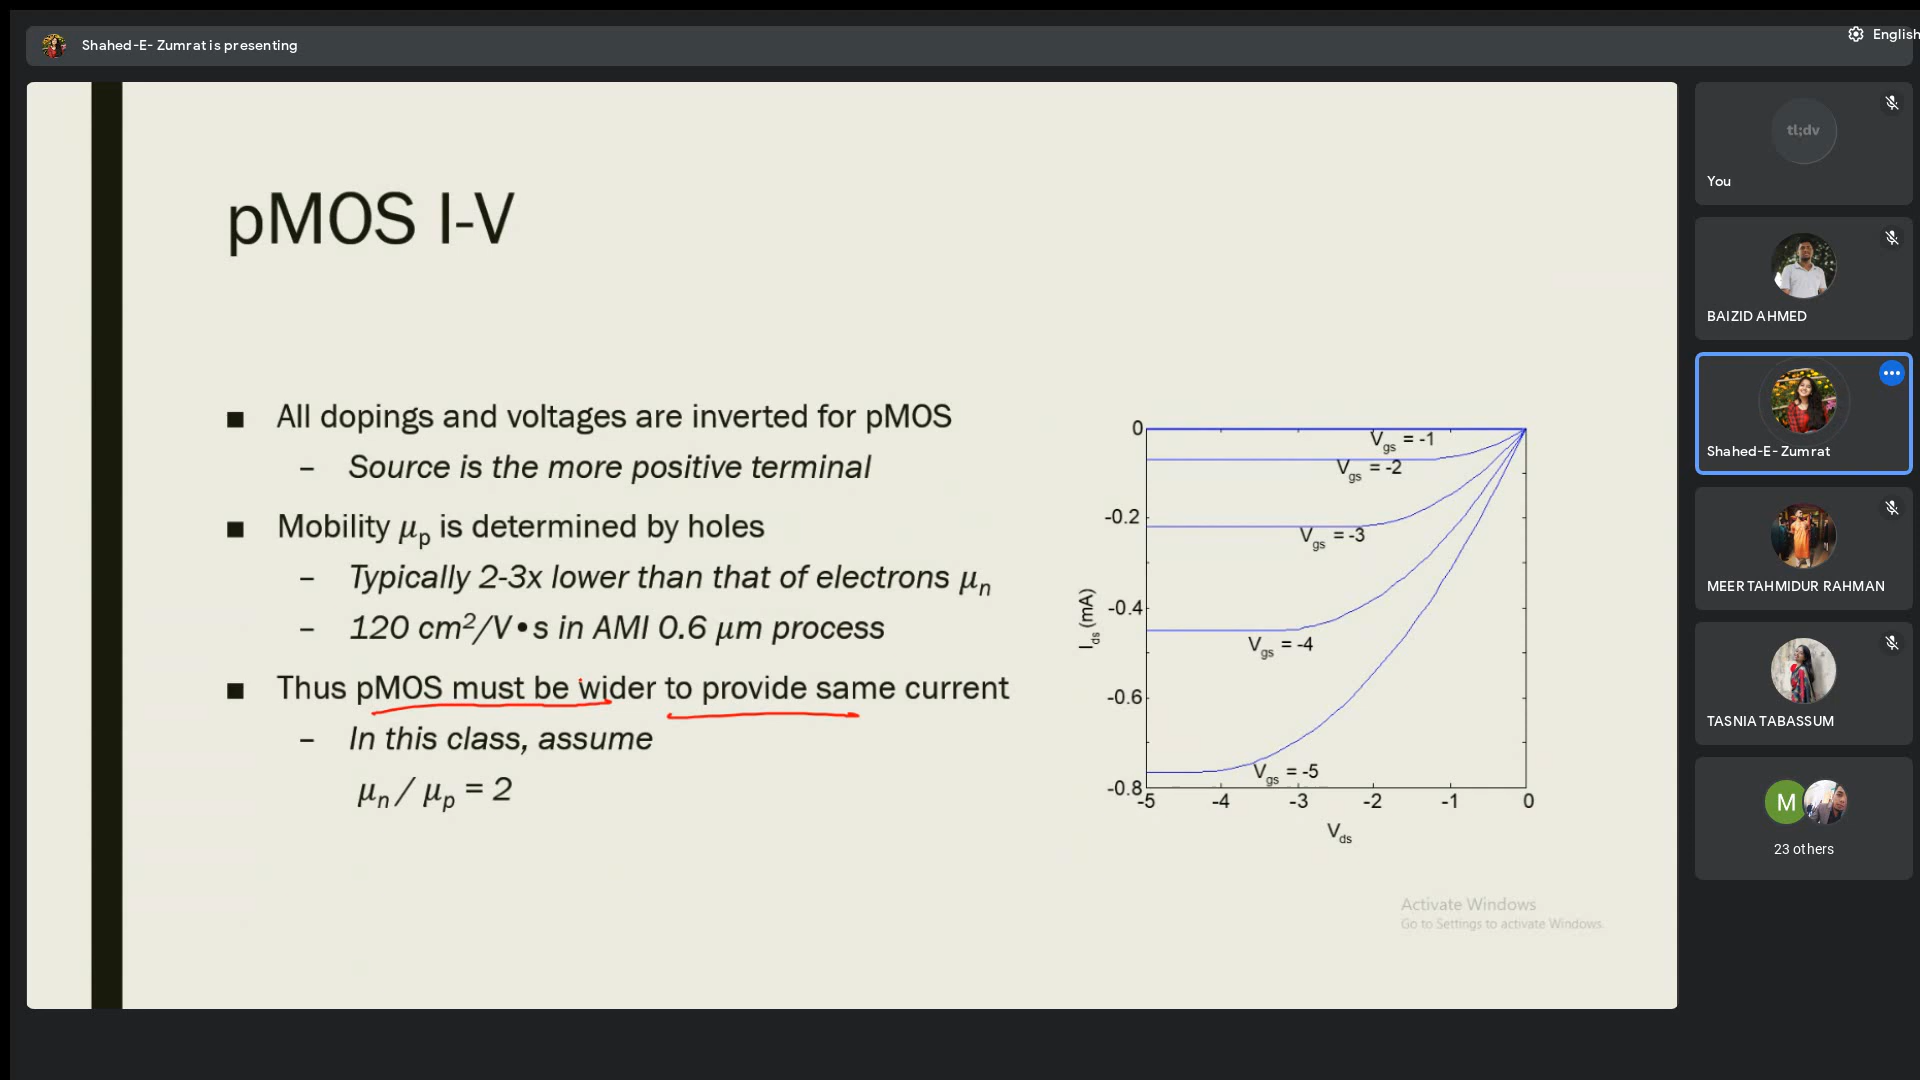 Shahed-E- Zumrat is presenting
English
pMOS I-V
■ All dopings and voltages are inverted for pMOS
– Source is the more positive terminal
■ Mobility μp is determined by holes
– Typically 2-3x lower than that of electrons μn
– 120 cm²/V•s in AMI 0.6 μm process
■ Thus pMOS must be wider to provide same current
– In this class, assume
μn / μp = 2
0
-0.2
-0.4
-0.6
-0.8
Ids (mA)
Vgs = -1
Vgs = -2
Vgs = -3
Vgs = -4
Vgs = -5
-5 -4 -3 -2 -1 0
Vds
Activate Windows
Go to Settings to activate Windows.
tl;dv
You
BAIZID AHMED
Shahed-E- Zumrat
MEER TAHMIDUR RAHMAN
TASNIA TABASSUM
M
23 others